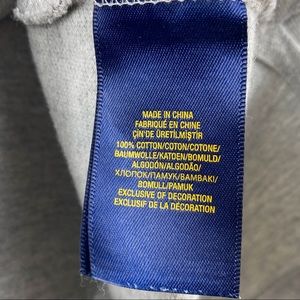 MADE IN CHINA
FABRIQUÉ EN CHINE
ÇİN'DE ÜRETİLMİŞTİR
100% COTTON/COTON/COTONE/
BAUMWOLLE/KATOEN/BOMULD/
ALGODÓN/ALGODÃO/
ХЛОПОК/ПАМУК/ΒΑΜΒΑΚΙ/
BOMULL/PAMUK
EXCLUSIVE OF DECORATION
EXCLUSIF DE LA DÉCORATION